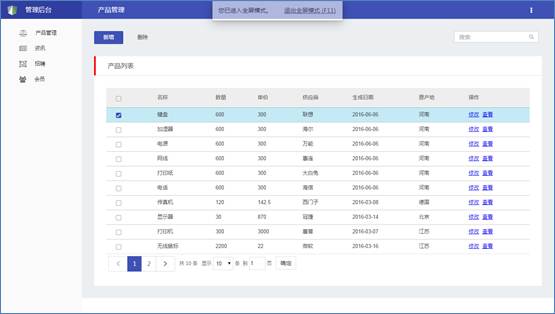 管理后台 产品管理 您已进入全屏模式。 退出全屏模式 (F11)
产品管理
资讯
招聘
会员
新增 删除 搜索
产品列表
名称 数量 单价 供应商 生成日期 原产地 操作
键盘 600 300 联想 2016-06-06 河南 修改 查看
加湿器 600 300 海尔 2016-06-06 河南 修改 查看
电源 600 300 万能 2016-06-06 河南 修改 查看
网线 600 300 2016-06-06 河南 修改 查看
打印纸 600 300 大白兔 2016-06-06 河南 修改 查看
电话 600 300 海信 2016-06-06 河南 修改 查看
传真机 120 142.5 西门子 2016-03-08 德国 修改 查看
显示器 30 870 冠捷 2016-03-14 北京 修改 查看
打印机 300 3000 惠普 2016-03-07 江苏 修改 查看
无线鼠标 2200 22 微软 2016-03-16 江苏 修改 查看
< 1 2 > 共 10 条 显示 10 条 到 1 页 确定